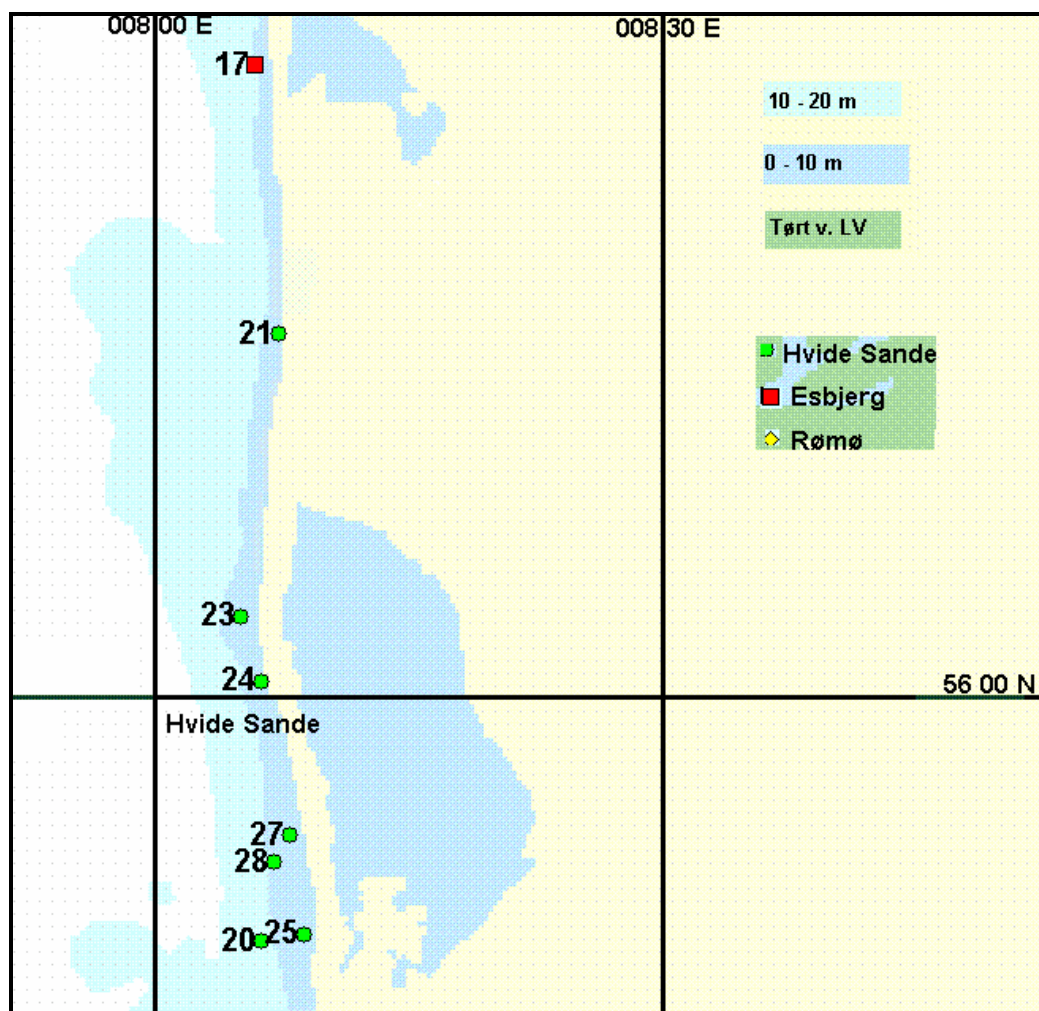 008 00 E
008 30 E
17
10 - 20 m
0 - 10 m
Tørt v. LV
21
Hvide Sande
Esbjerg
Rømø
23
24
56 00 N
Hvide Sande
27
28
20
25